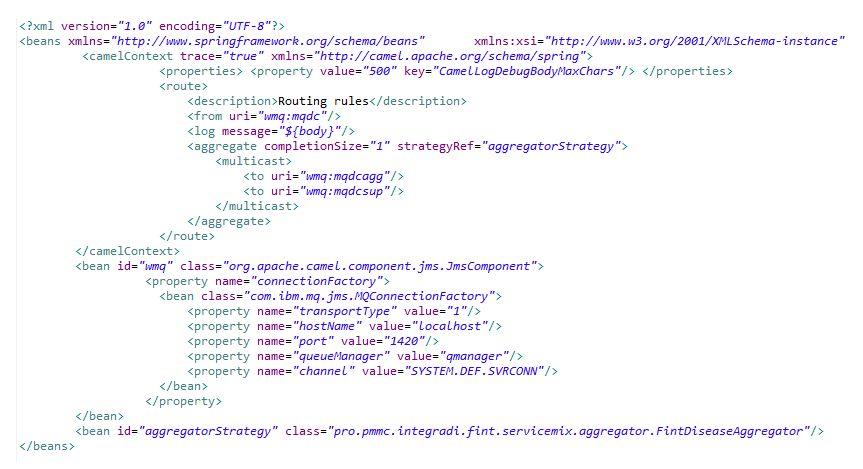 <?xml version="1.0" encoding="UTF-8"?>
<beans xmlns="http://www.springframework.org/schema/beans" xmlns:xsi="http://www.w3.org/2001/XMLSchema-instance"
<camelContext trace="true" xmlns="http://camel.apache.org/schema/spring">
<properties> <property value="500" key="CamelLogDebugBodyMaxChars"/> </properties>
<route>
<description>Routing rules</description>
<from uri="wmq:mqdc"/>
<log message="${body}"/>
<aggregate completionSize="1" strategyRef="aggregatorStrategy">
<multicast>
<to uri="wmq:mqdcagg"/>
<to uri="wmq:mqdcsup"/>
</multicast>
</aggregate>
</route>
</camelContext>
<bean id="wmq" class="org.apache.camel.component.jms.JmsComponent">
<property name="connectionFactory">
<bean class="com.ibm.mq.jms.MQConnectionFactory">
<property name="transportType" value="1"/>
<property name="hostName" value="localhost"/>
<property name="port" value="1420"/>
<property name="queueManager" value="qmanager"/>
<property name="channel" value="SYSTEM.DEF.SVRCONN"/>
</bean>
</property>
</bean>
<bean id="aggregatorStrategy" class="pro.pmmc.integradi.fint.servicemix.aggregator.FintDiseaseAggregator"/>
</beans>